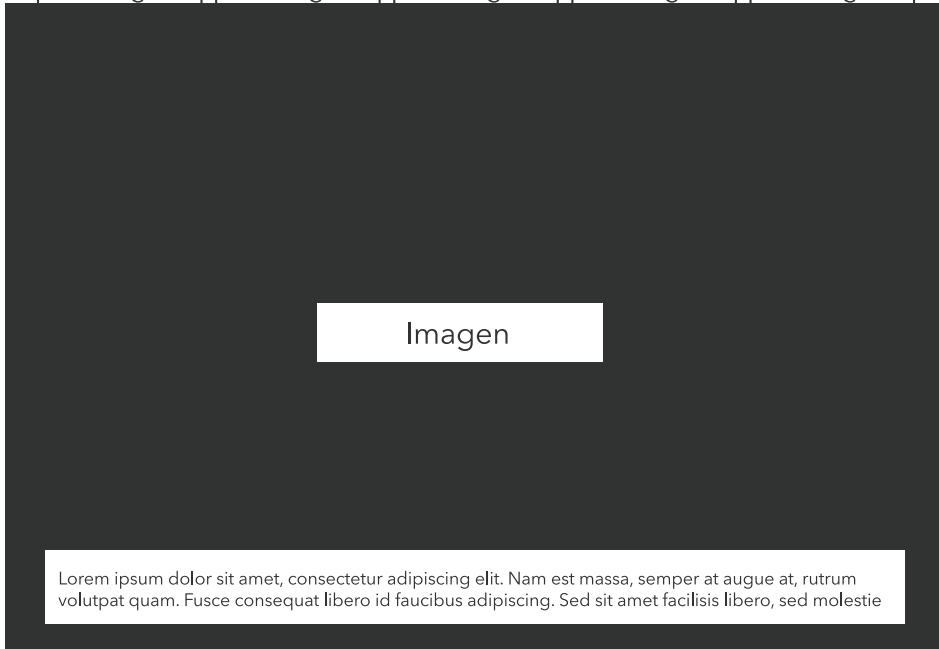 Imagen
Lorem ipsum dolor sit amet, consectetur adipiscing elit. Nam est massa, semper at augue at, rutrum
volutpat quam. Fusce consequat libero id faucibus adipiscing. Sed sit amet facilisis libero, sed molestie